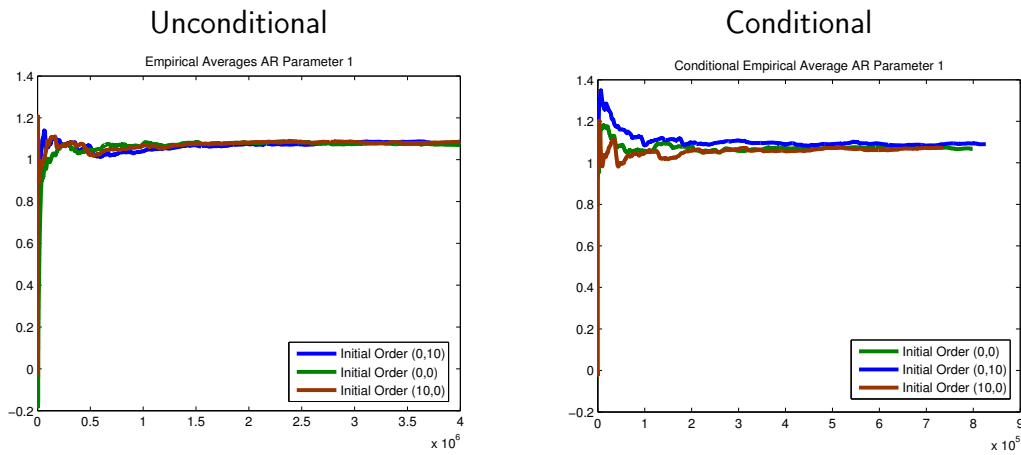 Unconditional
Empirical Averages AR Parameter 1
1.4
1.2
1
0.8
0.6
0.4
0.2
0
−0.2
0 0.5 1 1.5 2 2.5 3 3.5 4
x 10^6
Initial Order (0,10)
Initial Order (0,0)
Initial Order (10,0)
Conditional
Conditional Empirical Average AR Parameter 1
1.4
1.2
1
0.8
0.6
0.4
0.2
0
−0.2
0 1 2 3 4 5 6 7 8 9
x 10^5
Initial Order (0,0)
Initial Order (0,10)
Initial Order (10,0)